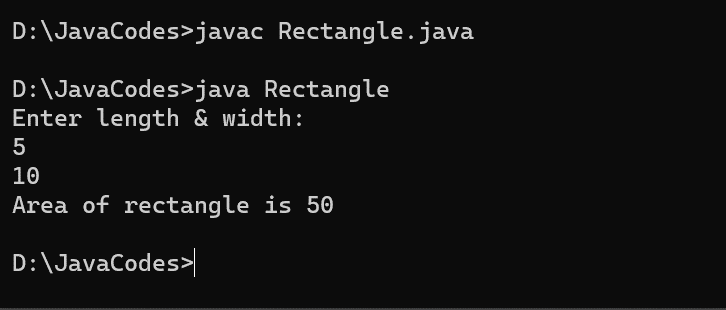 D:\JavaCodes>javac Rectangle.java
D:\JavaCodes>java Rectangle
Enter length & width:
5
10
Area of rectangle is 50
D:\JavaCodes>